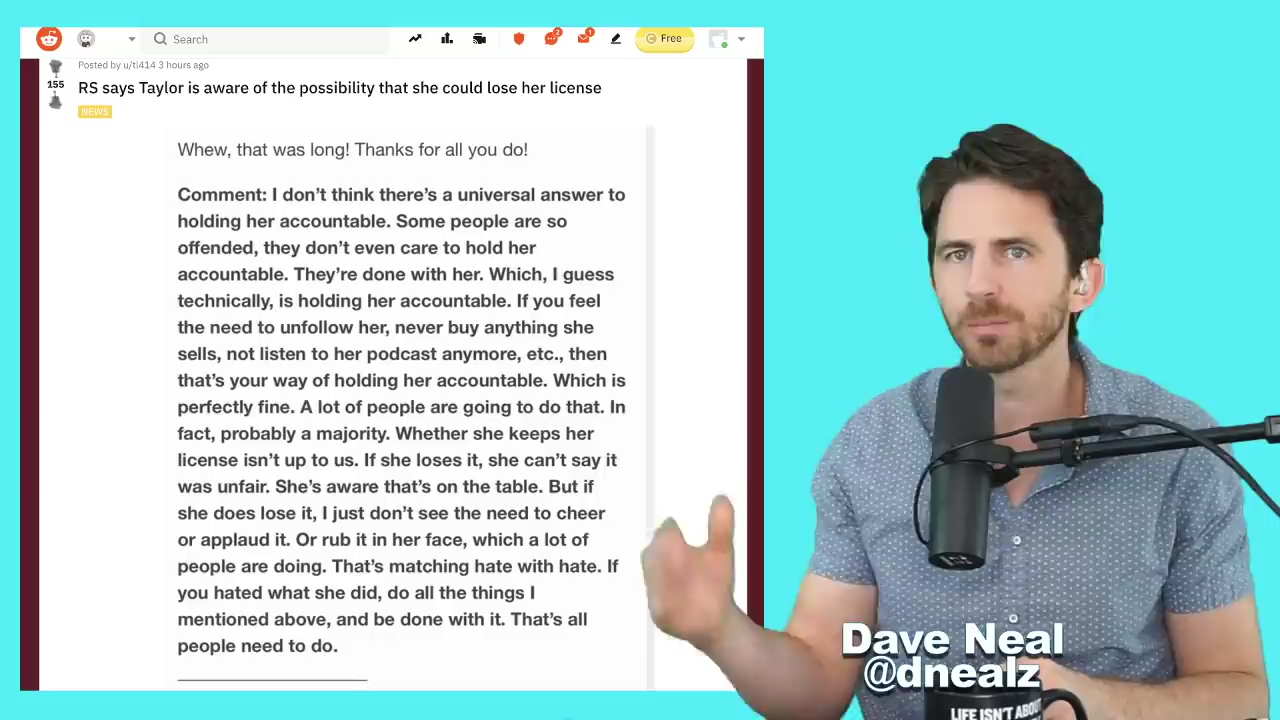 Search
2
1
Free
Posted by u/tl414 3 hours ago
155
RS says Taylor is aware of the possibility that she could lose her license
NEWS
Whew, that was long! Thanks for all you do!
Comment: I don’t think there’s a universal answer to
holding her accountable. Some people are so
offended, they don’t even care to hold her
accountable. They’re done with her. Which, I guess
technically, is holding her accountable. If you feel
the need to unfollow her, never buy anything she
sells, not listen to her podcast anymore, etc., then
that’s your way of holding her accountable. Which is
perfectly fine. A lot of people are going to do that. In
fact, probably a majority. Whether she keeps her
license isn’t up to us. If she loses it, she can’t say it
was unfair. She’s aware that’s on the table. But if
she does lose it, I just don’t see the need to cheer
or applaud it. Or rub it in her face, which a lot of
people are doing. That’s matching hate with hate. If
you hated what she did, do all the things I
mentioned above, and be done with it. That’s all
people need to do.
Dave Neal
@dnealz
LIFE ISN'T ABOUT